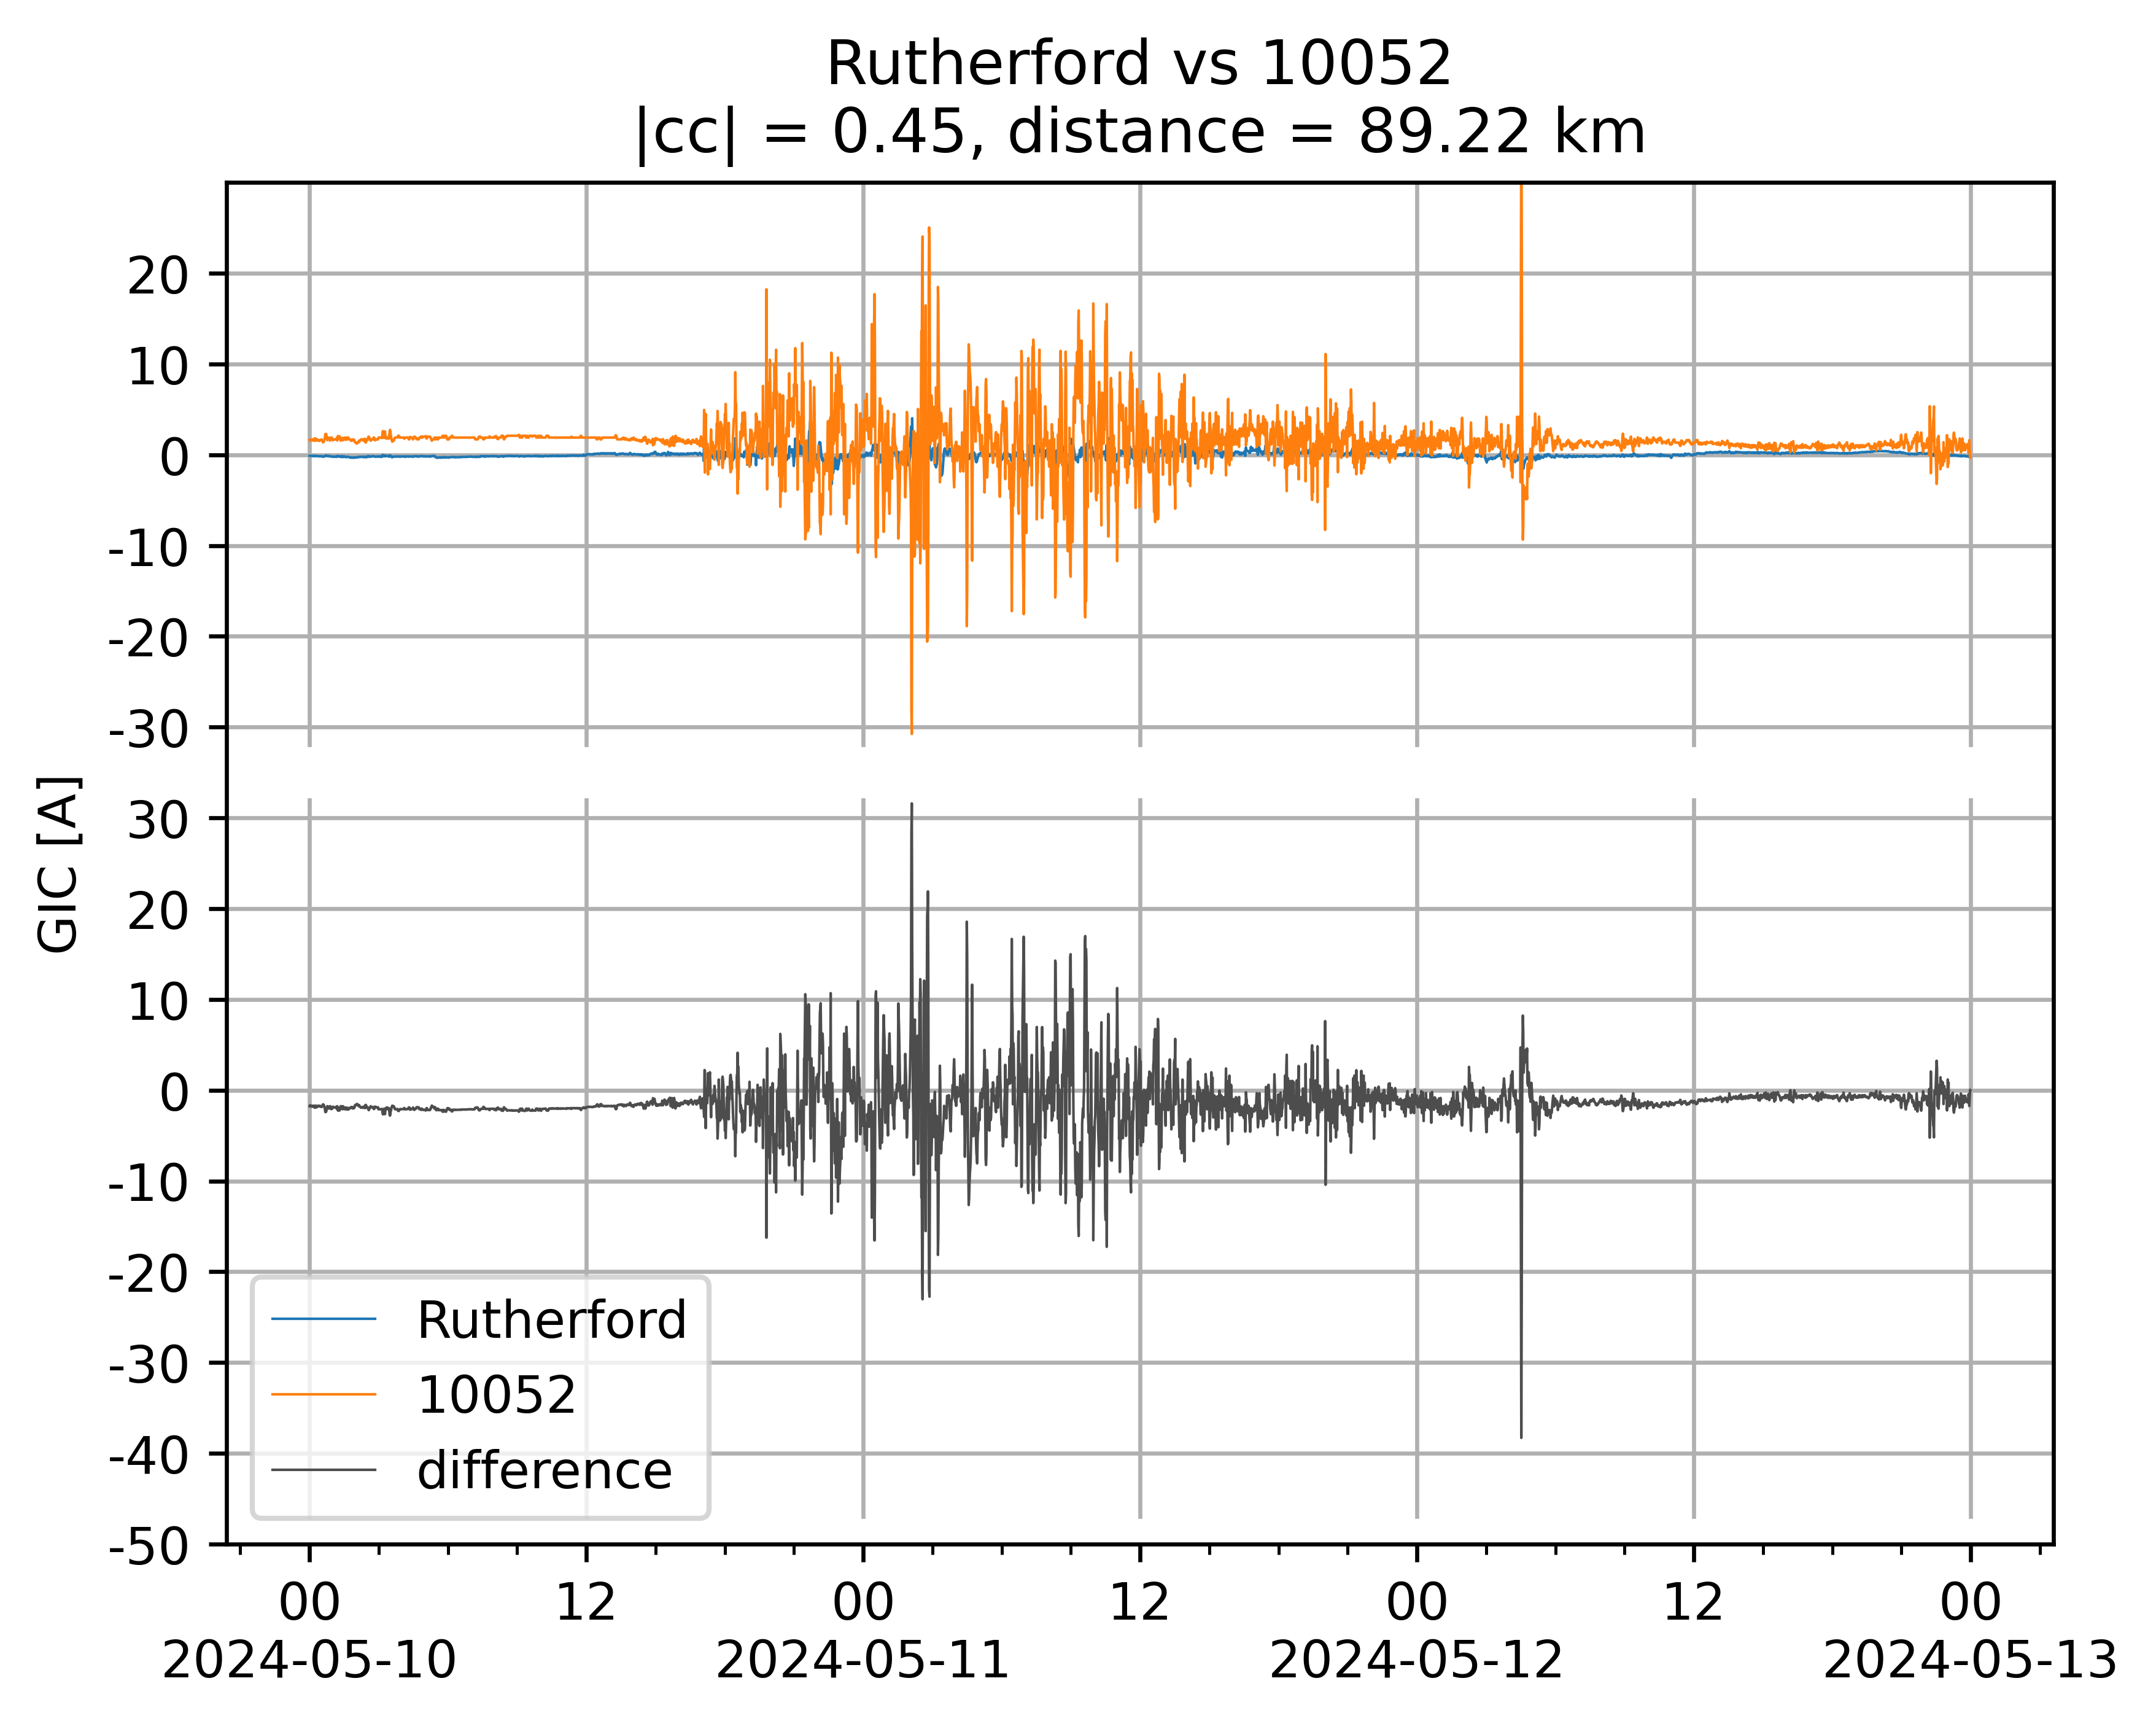 Rutherford vs 10052
|cc| = 0.45, distance = 89.22 km
GIC [A]
20
10
0
-10
-20
-30
30
20
10
0
-10
-20
-30
-40
-50
Rutherford
10052
difference
00 12 00 12 00 12 00
2024-05-10 2024-05-11 2024-05-12 2024-05-13